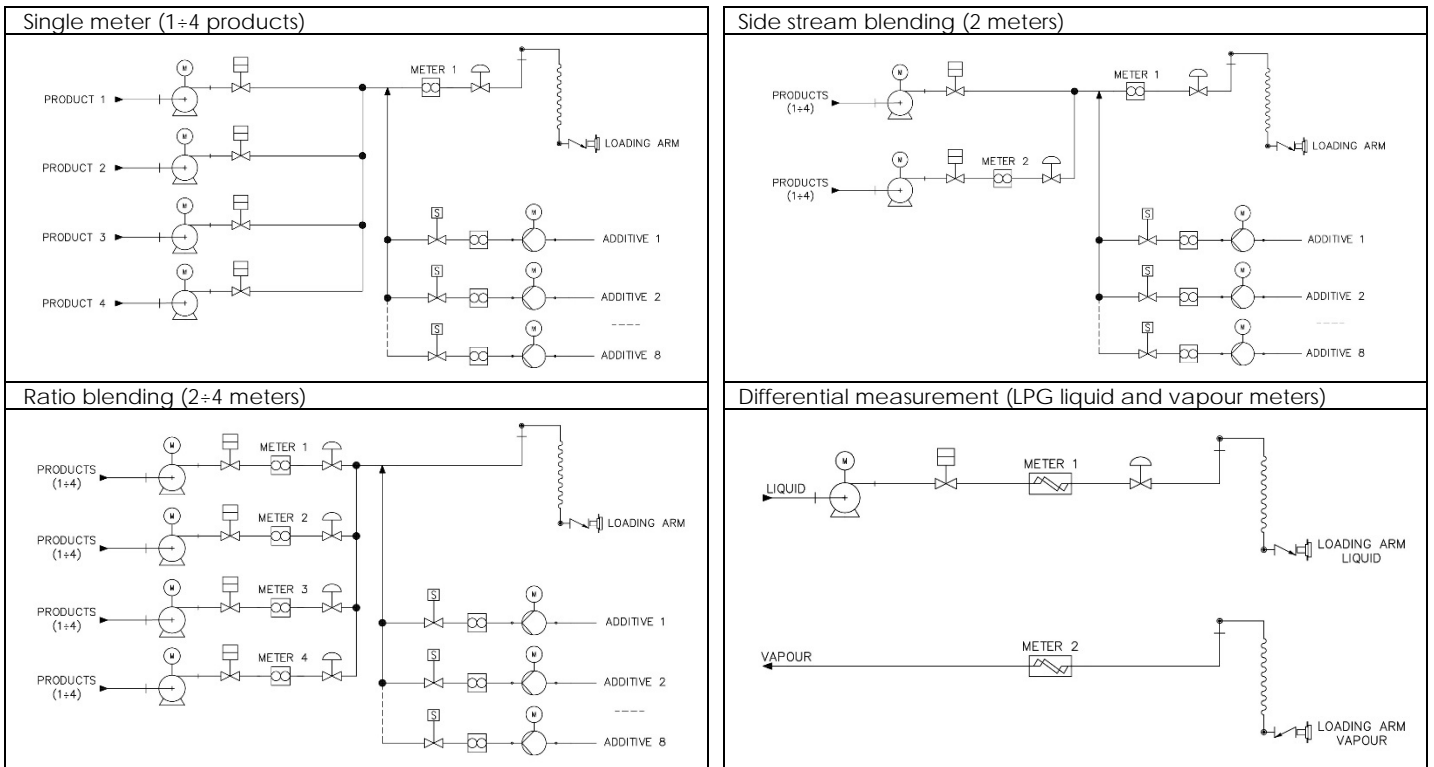 Single meter (1÷4 products)
M
METER 1
PRODUCT 1
M
PRODUCT 2
LOADING ARM
M
PRODUCT 3
M
PRODUCT 4
S
M
ADDITIVE 1
S
M
ADDITIVE 2
----
S
M
ADDITIVE 8
Side stream blending (2 meters)
M
METER 1
PRODUCTS
(1÷4)
M
METER 2
PRODUCTS
(1÷4)
LOADING ARM
S
M
ADDITIVE 1
S
M
ADDITIVE 2
----
S
M
ADDITIVE 8
Ratio blending (2÷4 meters)
M
METER 1
PRODUCTS
(1÷4)
M
METER 2
PRODUCTS
(1÷4)
LOADING ARM
M
METER 3
PRODUCTS
(1÷4)
M
METER 4
PRODUCTS
(1÷4)
S
M
ADDITIVE 1
S
M
ADDITIVE 2
----
S
M
ADDITIVE 8
Differential measurement (LPG liquid and vapour meters)
M
METER 1
LIQUID
LOADING ARM
LIQUID
METER 2
VAPOUR
LOADING ARM
VAPOUR